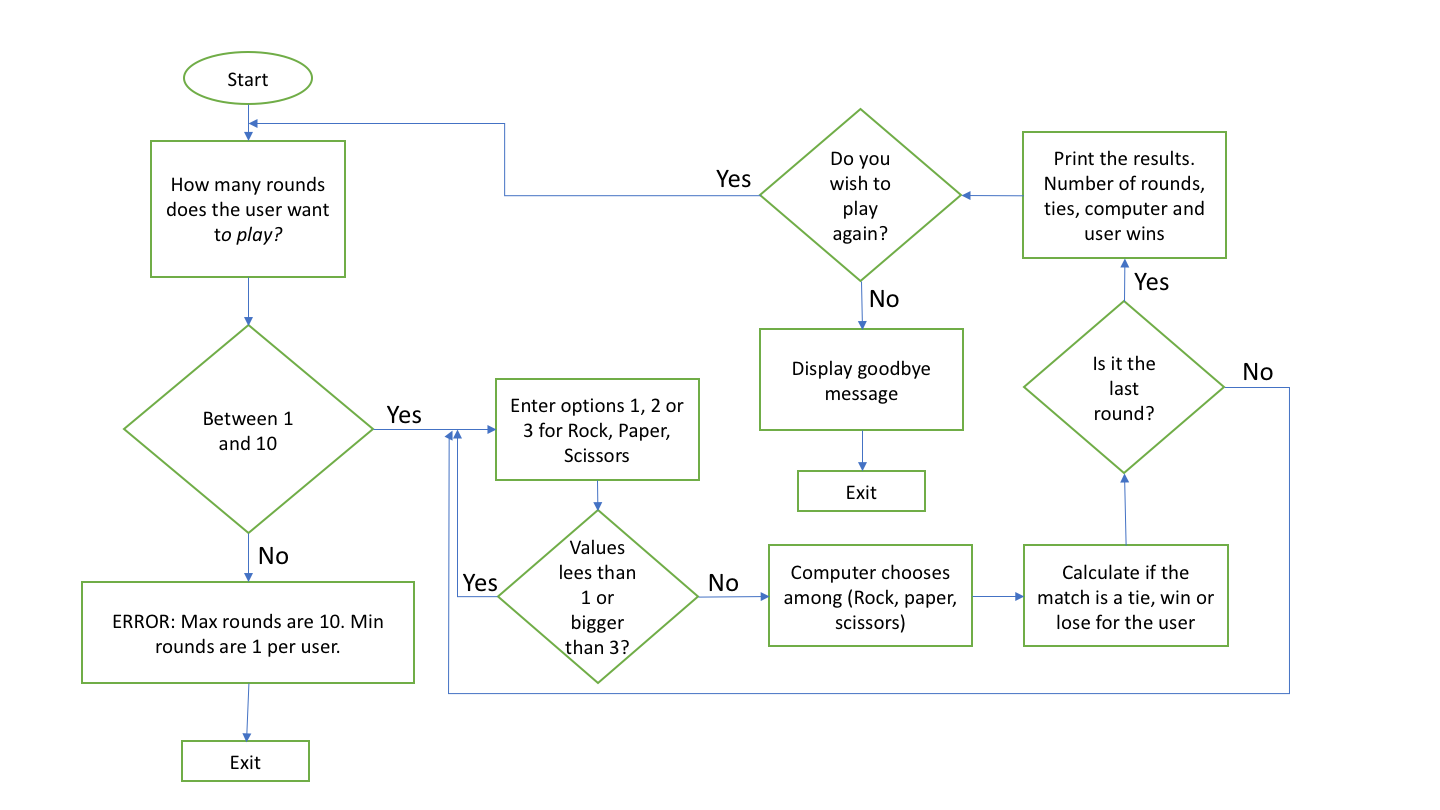 Start
How many rounds
does the user want
to play?
Between 1
and 10
Yes
No
ERROR: Max rounds are 10. Min
rounds are 1 per user.
Exit
Enter options 1, 2 or
3 for Rock, Paper,
Scissors
Values
lees than
1 or
bigger
than 3?
Yes
No
Computer chooses
among (Rock, paper,
scissors)
Calculate if the
match is a tie, win or
lose for the user
Is it the
last
round?
No
Yes
Print the results.
Number of rounds,
ties, computer and
user wins
Do you
wish to
play
again?
Yes
No
Display goodbye
message
Exit